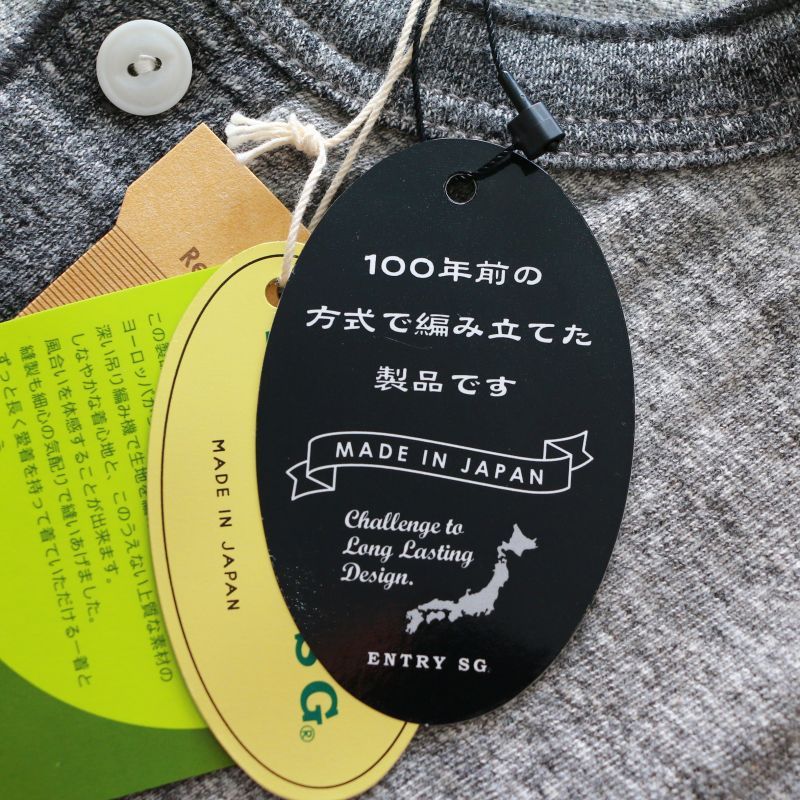 100年前の
方式で編み立てた
製品です
MADE IN JAPAN
Challenge to
Long Lasting
Design.
ENTRY SG.
MADE IN JAPAN
SG®
Re
この製
ヨーロッパか
深い吊り編み機で生地を編
しなやかな着心地と、このうえない上質な素材の
風合いを体感することが出来ます。
縫製も細心の気配りで縫いあげました。
ずっと長く愛着を持って着ていただける一着と